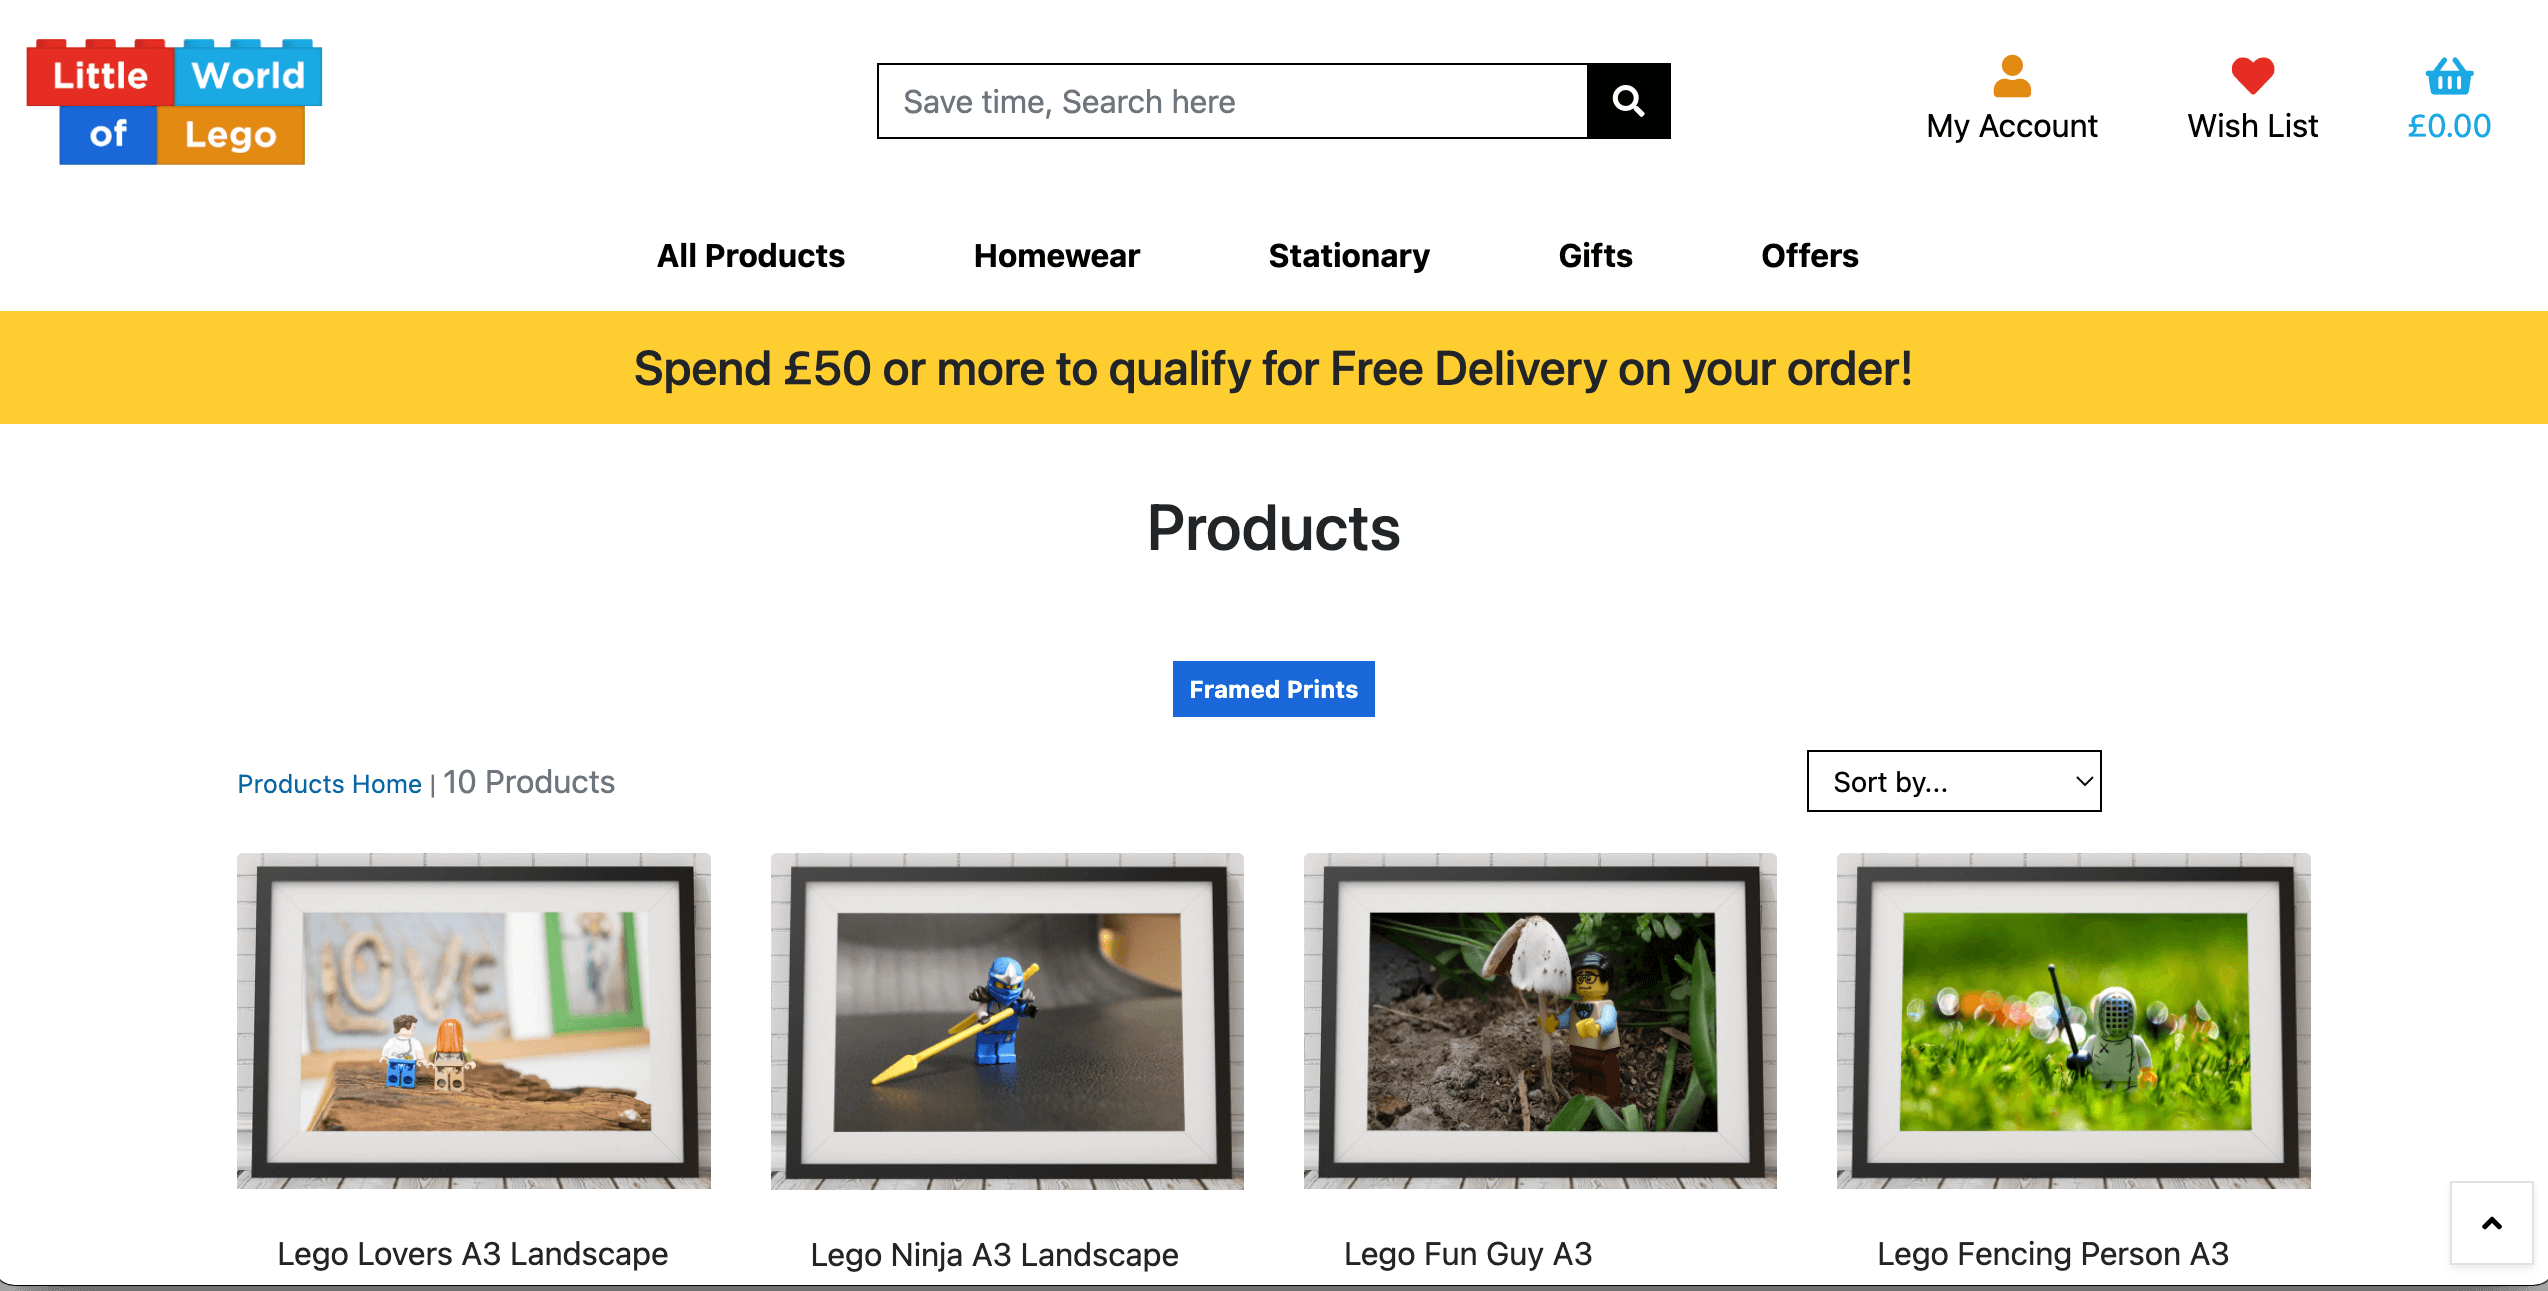 Little World
of Lego
Save time, Search here
My Account
Wish List
£0.00
All Products
Homewear
Stationary
Gifts
Offers
Spend £50 or more to qualify for Free Delivery on your order!
Products
Framed Prints
Products Home | 10 Products
Sort by...
LOVE
Lego Lovers A3 Landscape
Lego Ninja A3 Landscape
Lego Fun Guy A3
Lego Fencing Person A3